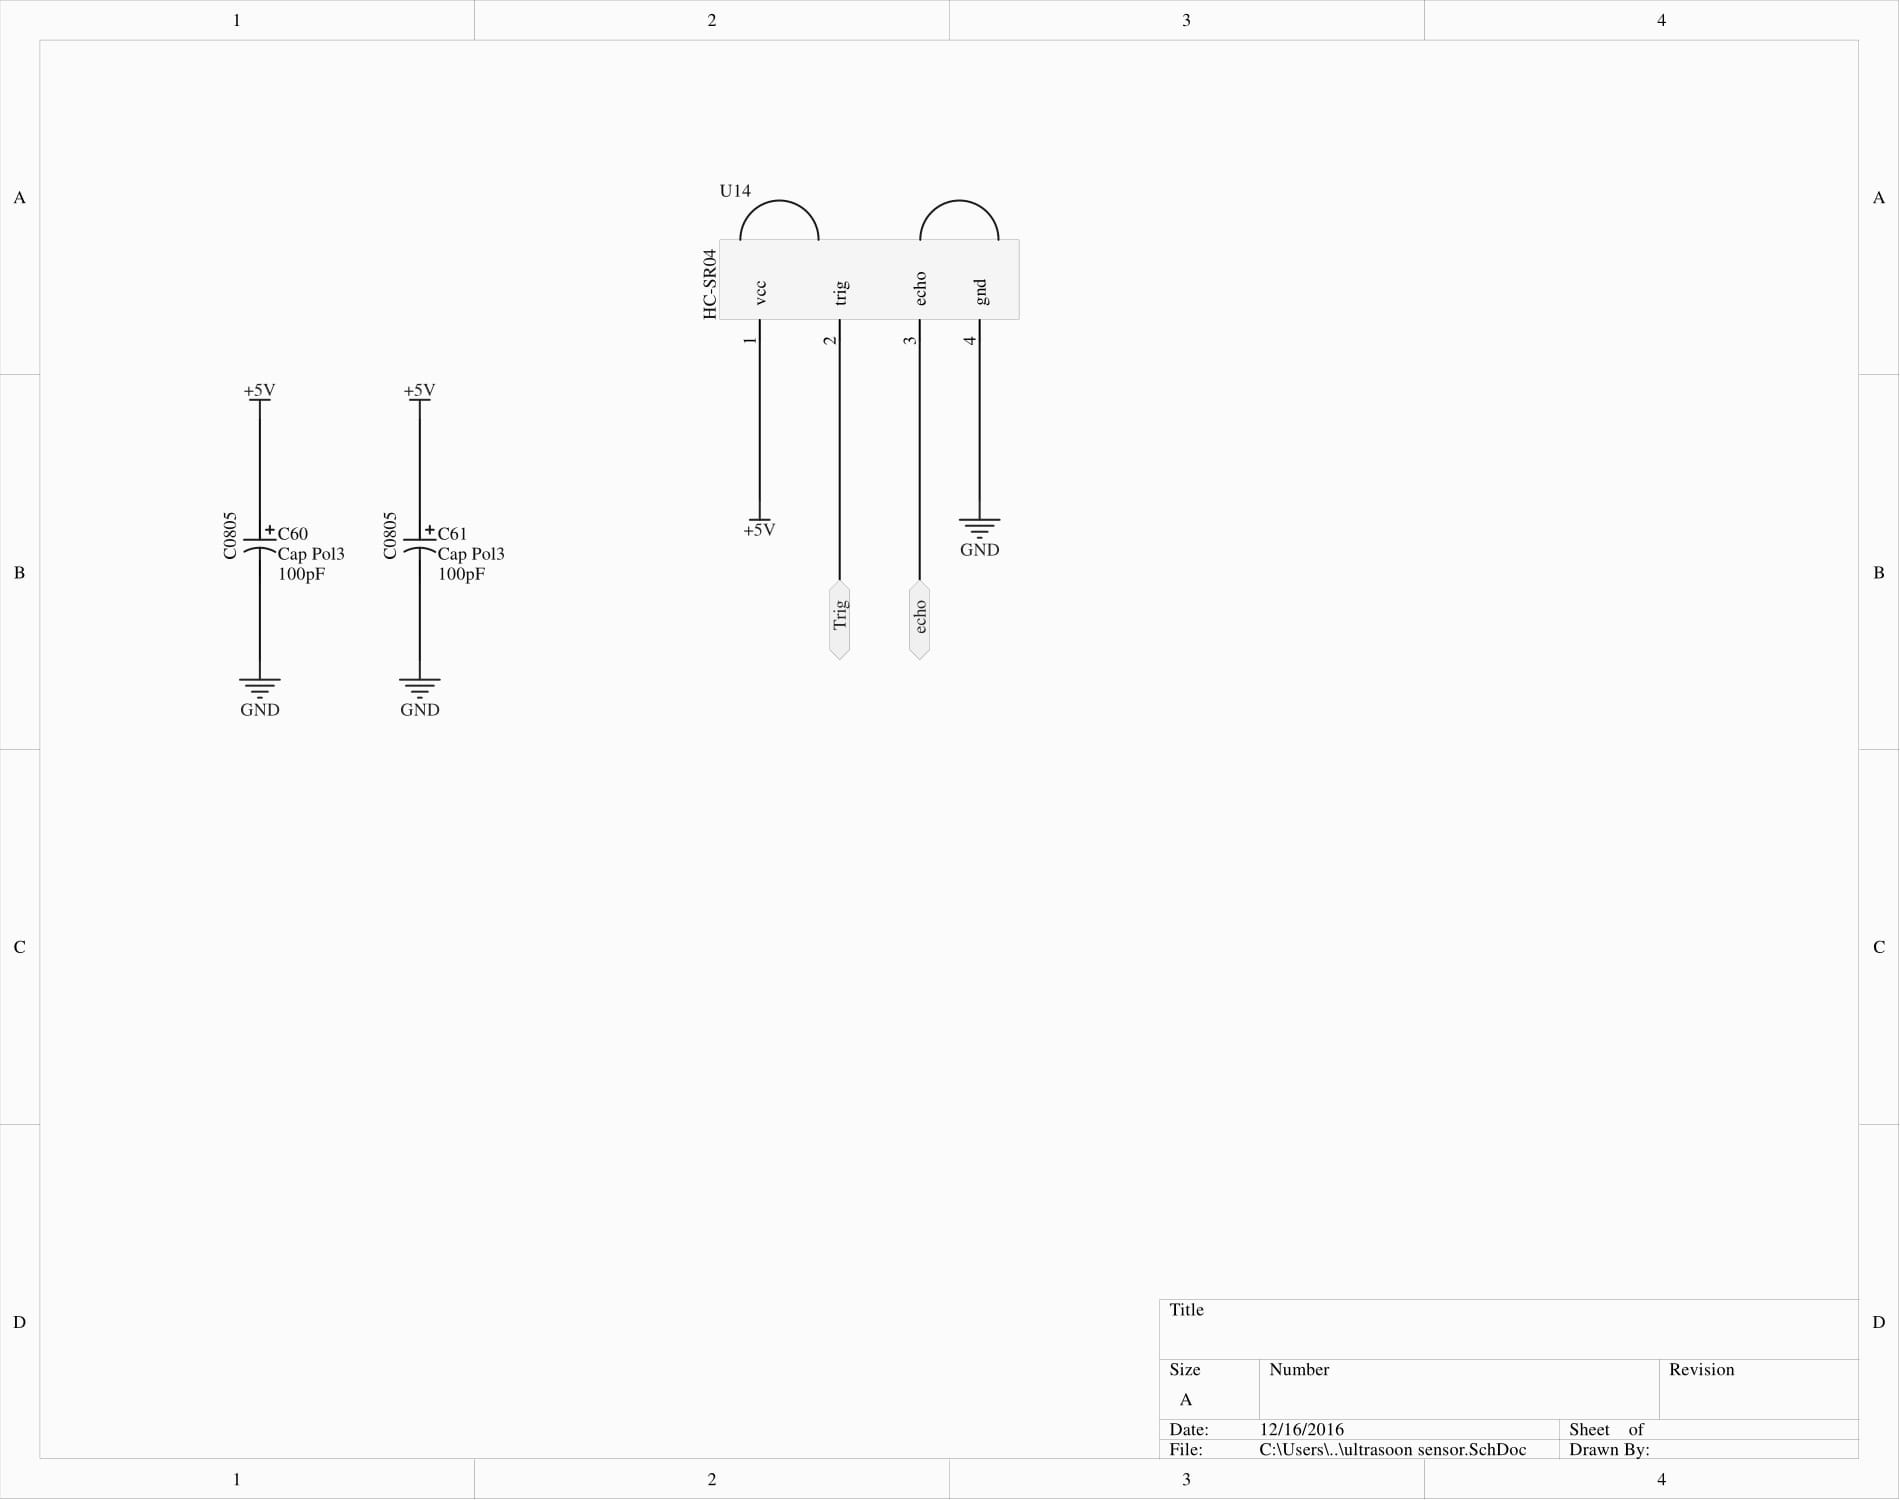 1 2 3 4
A A
U14
HC-SR04
vcc trig echo gnd
1 2 3 4
+5V +5V
C0805 C60 C0805 C61
Cap Pol3 Cap Pol3
100pF 100pF
+5V
GND
Trig echo
GND GND
B B
C C
D D
Title
Size Number Revision
A
Date: 12/16/2016 Sheet of
File: C:\Users\..\ultrasoon sensor.SchDoc Drawn By:
1 2 3 4